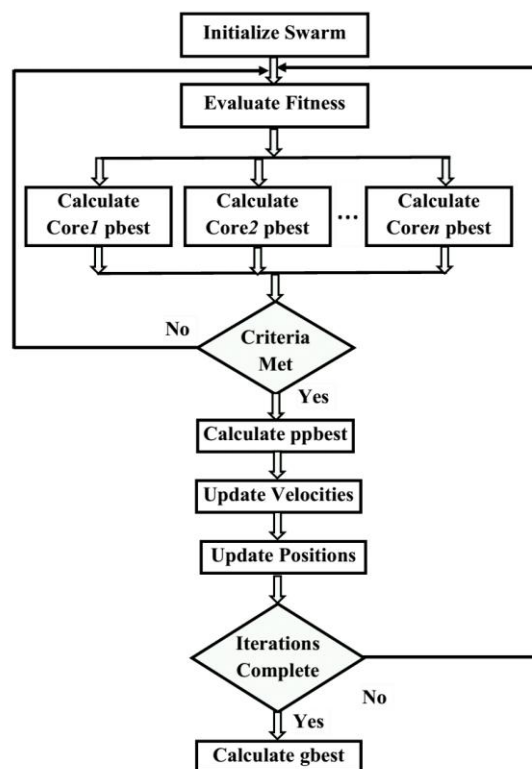 Initialize Swarm
Evaluate Fitness
Calculate
Core1 pbest
Calculate
Core2 pbest
...
Calculate
Coren pbest
No
Criteria
Met
Yes
Calculate ppbest
Update Velocities
Update Positions
Iterations
Complete
No
Yes
Calculate gbest